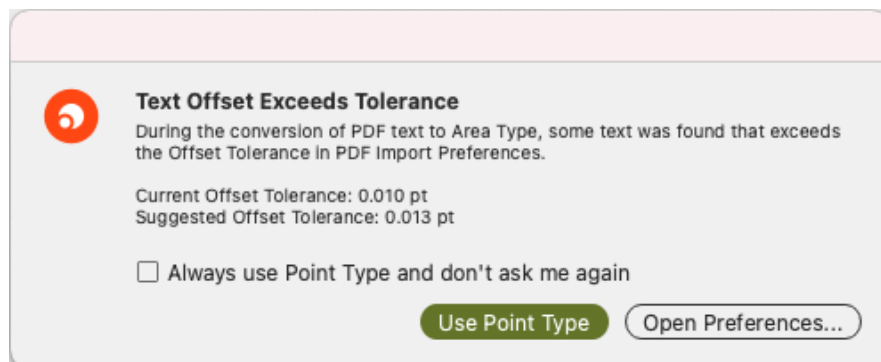 Text Offset Exceeds Tolerance
During the conversion of PDF text to Area Type, some text was found that exceeds
the Offset Tolerance in PDF Import Preferences.
Current Offset Tolerance: 0.010 pt
Suggested Offset Tolerance: 0.013 pt
Always use Point Type and don't ask me again
Use Point Type Open Preferences...